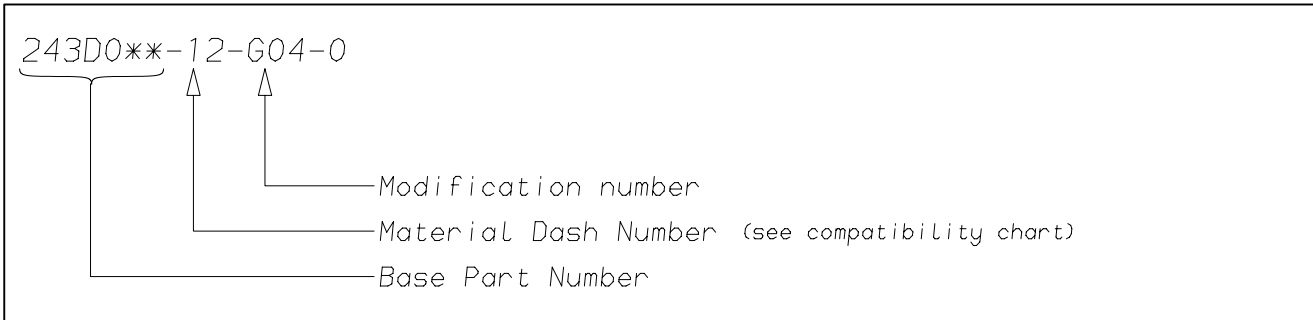 243D0**-12-G04-0
Modification number
Material Dash Number (see compatibility chart)
Base Part Number